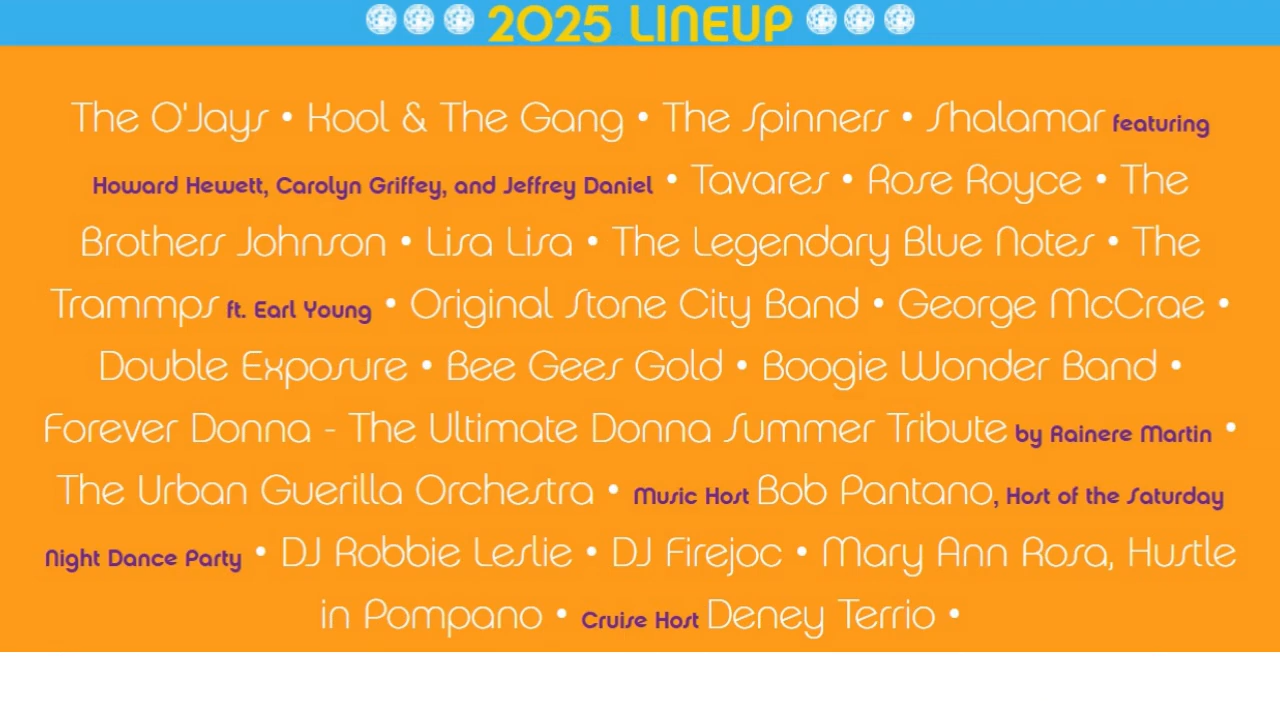 2025 LINEUP
The O'Jays • Kool & The Gang • The Spinners • Shalamar featuring
Howard Hewett, Carolyn Griffey, and Jeffrey Daniel • Tavares • Rose Royce • The
Brothers Johnson • Lisa Lisa • The Legendary Blue Notes • The
Trammps ft. Earl Young • Original Stone City Band • George McCrae •
Double Exposure • Bee Gees Gold • Boogie Wonder Band •
Forever Donna - The Ultimate Donna Summer Tribute by Rainere Martin •
The Urban Guerilla Orchestra • Music Host Bob Pantano, Host of the Saturday
Night Dance Party • DJ Robbie Leslie • DJ Firejoc • Mary Ann Rosa, Hustle
in Pompano • Cruise Host Deney Terrio •